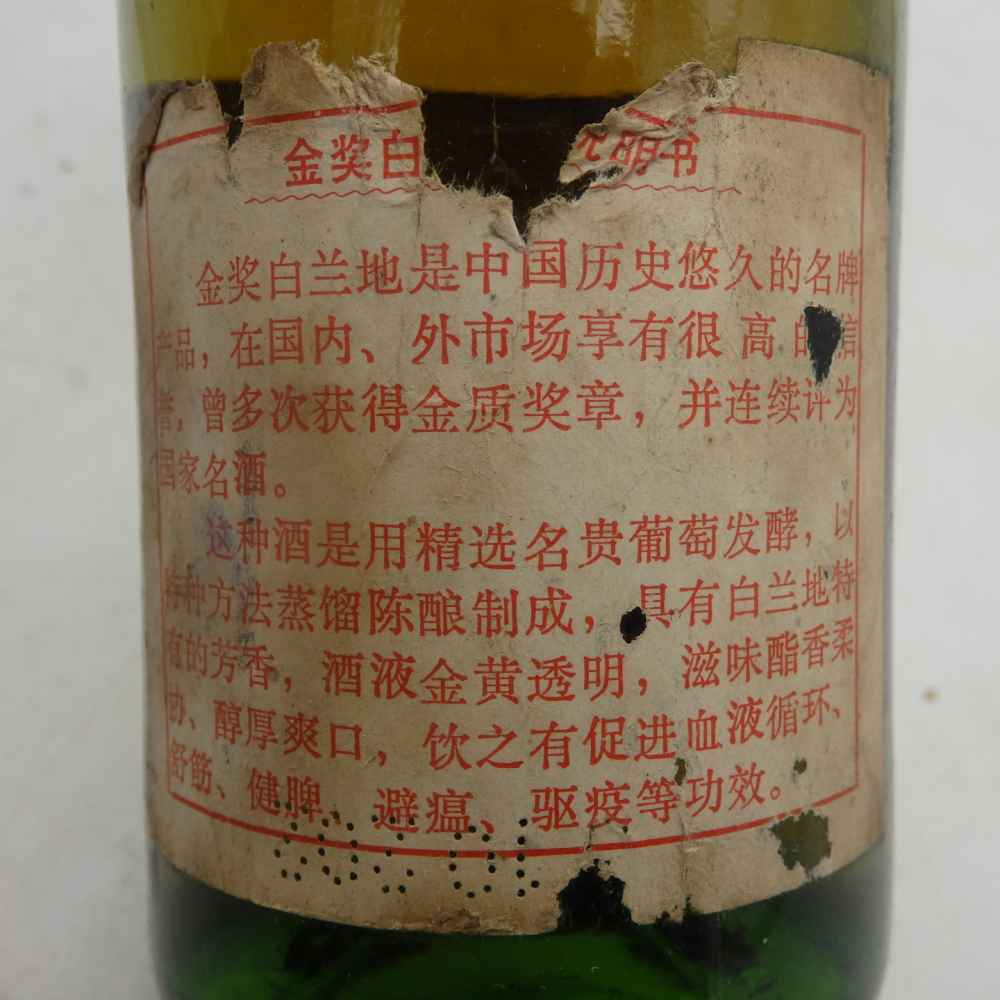 金奖白 明书
金奖白兰地是中国历史悠久的名牌
产品，在国内、外市场享有很高的信
誉，曾多次获得金质奖章，并连续评为
国家名酒。
这种酒是用精选名贵葡萄发酵，以
特种方法蒸馏陈酿制成，具有白兰地特
有的芳香，酒液金黄透明，滋味酯香柔
协、醇厚爽口，饮之有促进血液循环、
舒筋、健脾、避瘟、驱疫等功效。